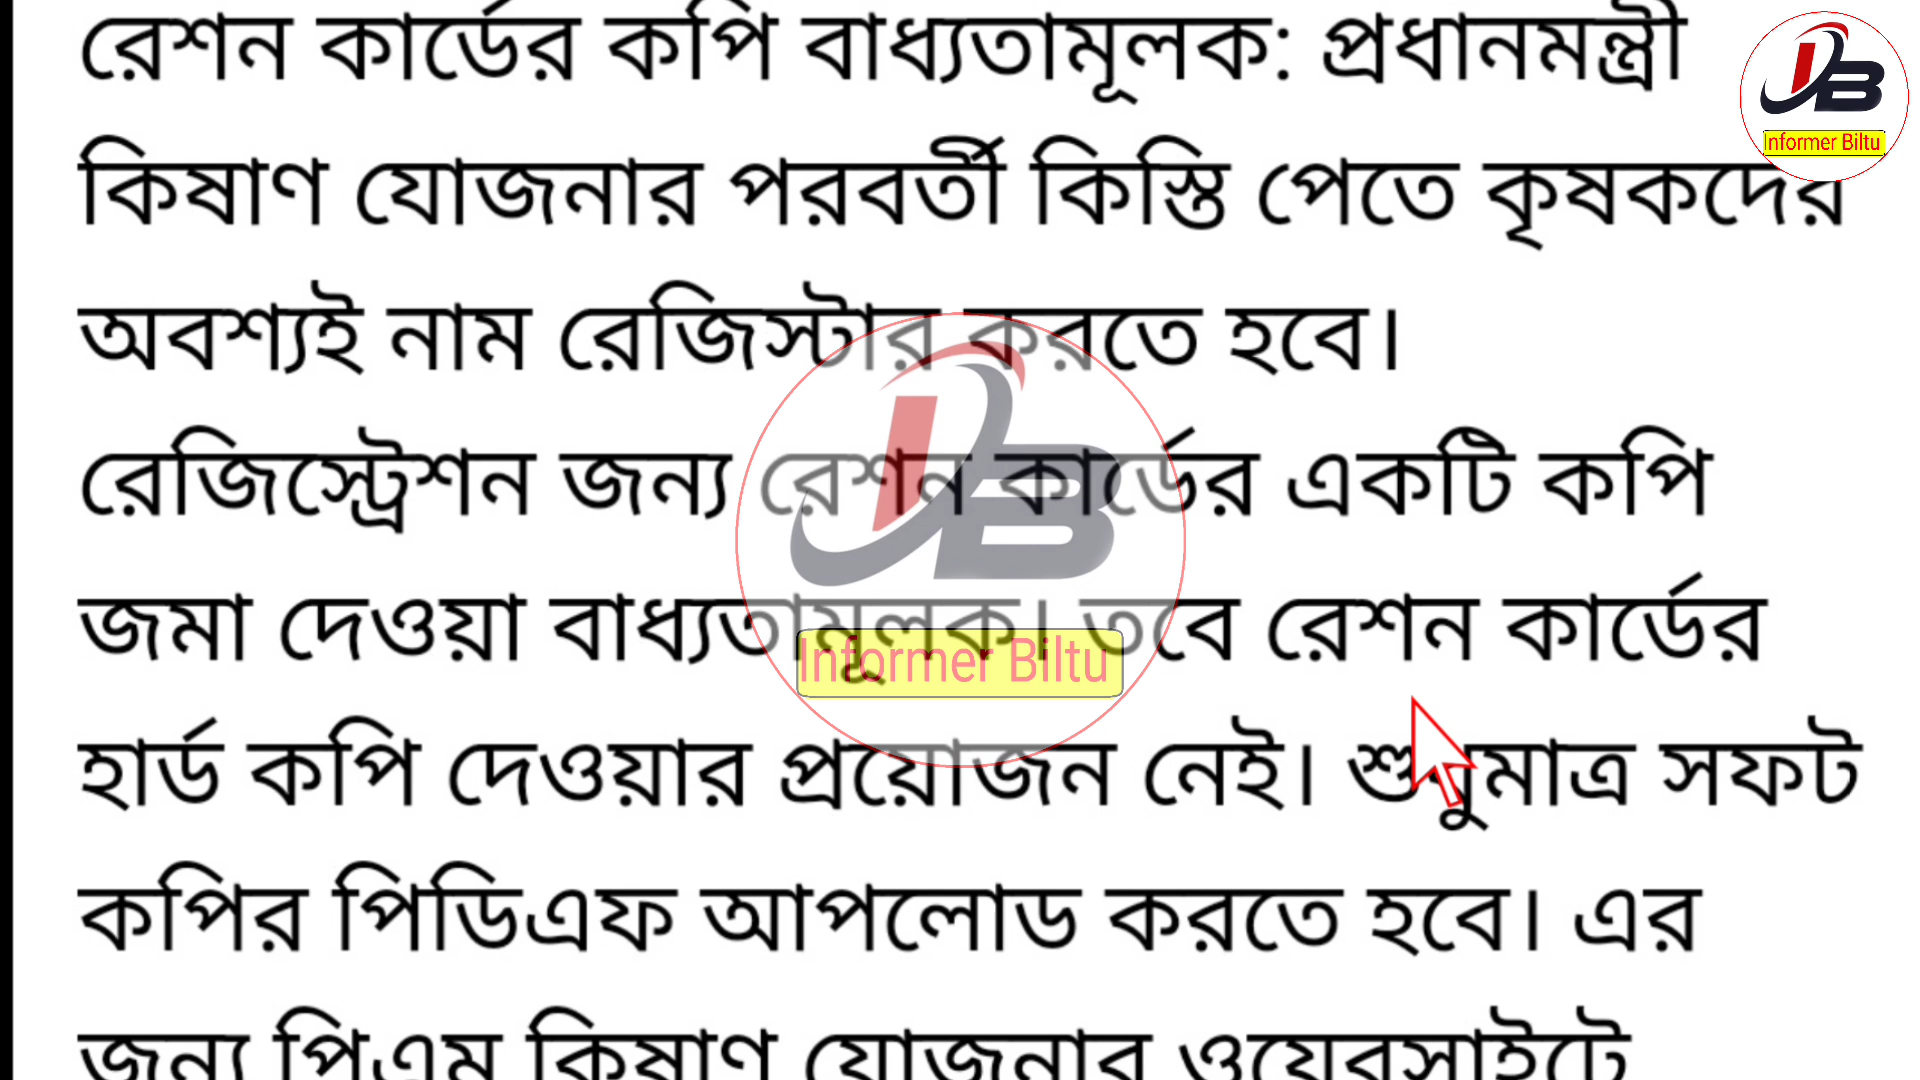 রেশন কার্ডের কপি বাধ্যতামূলক: প্রধানমন্ত্রী
কিষাণ যোজনার পরবর্তী কিস্তি পেতে কৃষকদের
অবশ্যই নাম রেজিস্টার করতে হবে।
রেজিস্ট্রেশন জন্য রেশন কার্ডের একটি কপি
জমা দেওয়া বাধ্যতামূলক। তবে রেশন কার্ডের
হার্ড কপি দেওয়ার প্রয়োজন নেই। শুধুমাত্র সফট
কপির পিডিএফ আপলোড করতে হবে। এর
জন্য পিএম কিষাণ যোজনার ওয়েবসাইটে
IB
Informer Biltu
IB
Informer Biltu